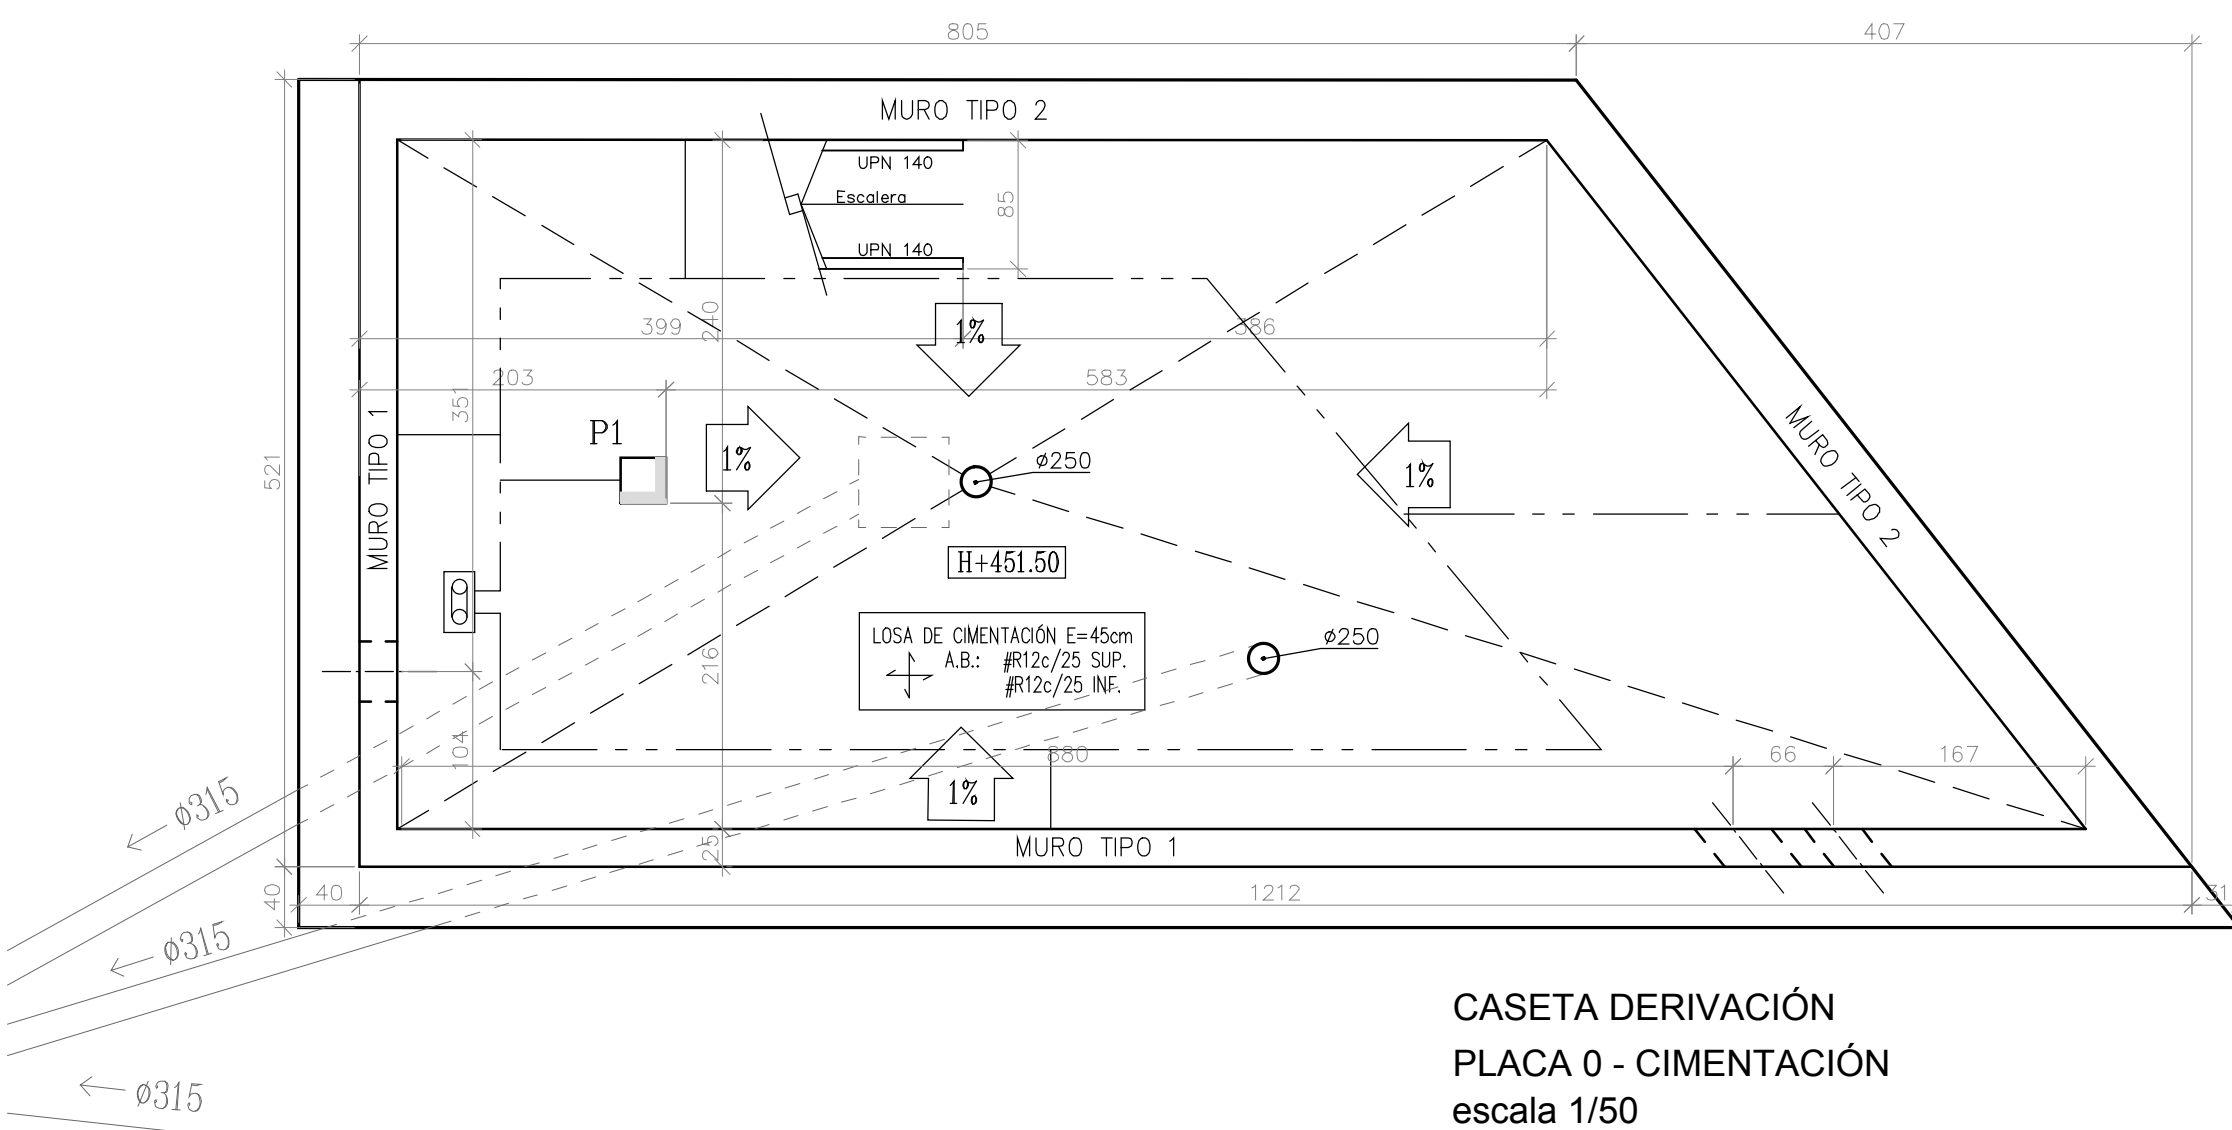 805
407
MURO TIPO 2
UPN 140
Escalera
85
UPN 140
240
399
1%
386
203
583
351
MURO TIPO 1
P1
1%
ø250
1%
MURO TIPO 2
521
H+451.50
LOSA DE CIMENTACIÓN E=45cm
A.B.: #R12c/25 SUP.
#R12c/25 INF.
ø250
216
104
880
66
167
1%
ø315
25
MURO TIPO 1
40
40
1212
31
ø315
ø315
CASETA DERIVACIÓN
PLACA 0 - CIMENTACIÓN
escala 1/50